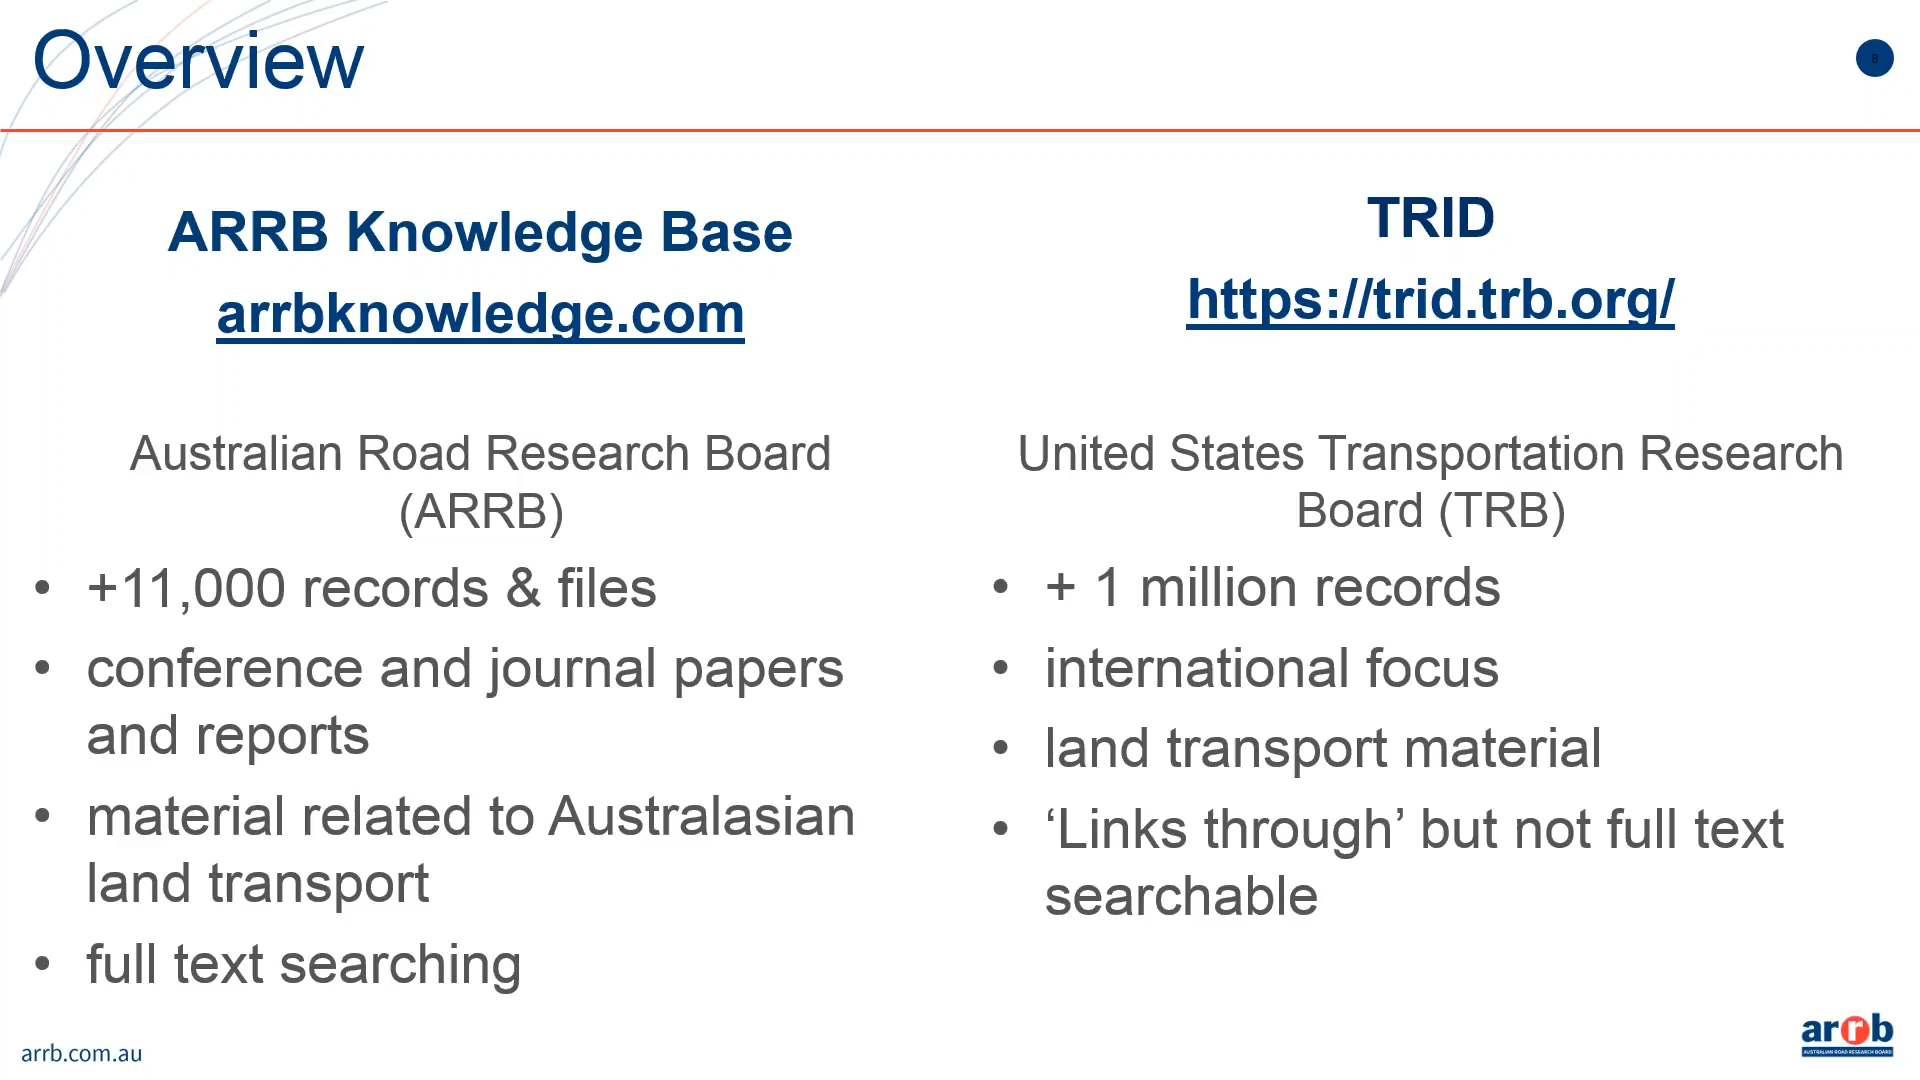 Overview
8
ARRB Knowledge Base
arrbknowledge.com
Australian Road Research Board
(ARRB)
• +11,000 records & files
• conference and journal papers
and reports
• material related to Australasian
land transport
• full text searching
TRID
https://trid.trb.org/
United States Transportation Research
Board (TRB)
• + 1 million records
• international focus
• land transport material
• ‘Links through’ but not full text
searchable
arrb.com.au
arrb
AUSTRALIAN ROAD RESEARCH BOARD